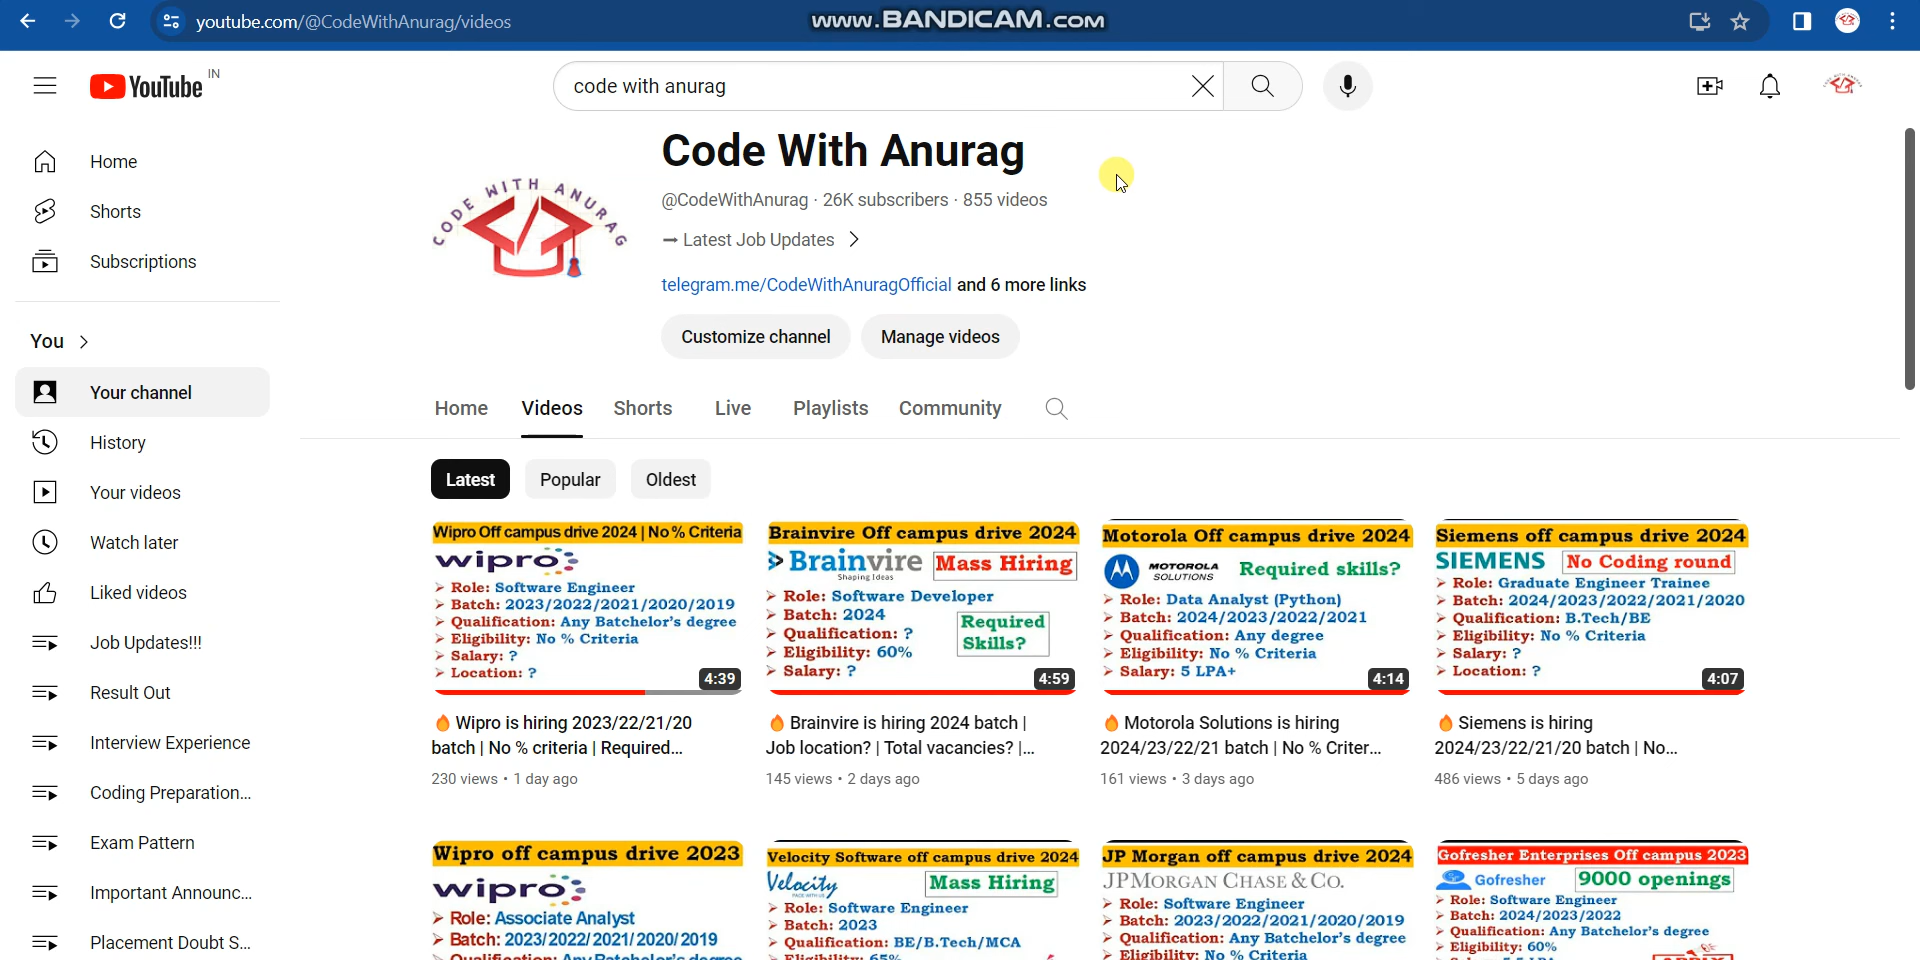 youtube.com/@CodeWithAnurag/videos
www.BANDICAM.com
YouTube IN
code with anurag
Home
Shorts
Subscriptions
You
Your channel
History
Your videos
Watch later
Liked videos
Job Updates!!!
Result Out
Interview Experience
Coding Preparation...
Exam Pattern
Important Announc...
Placement Doubt S...
CODE WITH ANURAG
Code With Anurag
@CodeWithAnurag · 26K subscribers · 855 videos
➞ Latest Job Updates
telegram.me/CodeWithAnuragOfficial and 6 more links
Customize channel Manage videos
Home Videos Shorts Live Playlists Community
Latest Popular Oldest
Wipro Off campus drive 2024 | No % Criteria
wipro
➢ Role: Software Engineer
➢ Batch: 2023/2022/2021/2020/2019
➢ Qualification: Any Batchelor's degree
➢ Eligibility: No % Criteria
➢ Salary: ?
➢ Location: ?
4:39
🔥 Wipro is hiring 2023/22/21/20
batch | No % criteria | Required...
230 views • 1 day ago
Brainvire Off campus drive 2024
Brainvire
Shaping Ideas
Mass Hiring
➢ Role: Software Developer
➢ Batch: 2024
➢ Qualification: ?
➢ Eligibility: 60%
➢ Salary: ?
Required
Skills?
4:59
🔥 Brainvire is hiring 2024 batch |
Job location? | Total vacancies? |...
145 views • 2 days ago
Motorola Off campus drive 2024
MOTOROLA
SOLUTIONS
Required skills?
➢ Role: Data Analyst (Python)
➢ Batch: 2024/2023/2022/2021
➢ Qualification: Any degree
➢ Eligibility: No % Criteria
➢ Salary: 5 LPA+
4:14
🔥 Motorola Solutions is hiring
2024/23/22/21 batch | No % Criter...
161 views • 3 days ago
Siemens off campus drive 2024
SIEMENS
No Coding round
➢ Role: Graduate Engineer Trainee
➢ Batch: 2024/2023/2022/2021/2020
➢ Qualification: B.Tech/BE
➢ Eligibility: No % Criteria
➢ Salary: ?
➢ Location: ?
4:07
🔥 Siemens is hiring
2024/23/22/21/20 batch | No...
486 views • 5 days ago
Wipro off campus drive 2023
wipro
➢ Role: Associate Analyst
➢ Batch: 2023/2022/2021/2020/2019
➢ Qualification: Any Batchelor's degree
Velocity Software off campus drive 2024
Velocity
Mass Hiring
➢ Role: Software Engineer
➢ Batch: 2023
➢ Qualification: BE/B.Tech/MCA
➢ Eligibility: 65%
JP Morgan off campus drive 2024
JPMORGAN CHASE & CO.
➢ Role: Software Engineer
➢ Batch: 2023/2022/2021/2020/2019
➢ Qualification: Any Batchelor's degree
➢ Eligibility: No % Criteria
Gofresher Enterprises Off campus 2023
Gofresher
9000 openings
➢ Role: Software Engineer
➢ Batch: 2024/2023/2022
➢ Qualification: Any Batchelor's degree
➢ Eligibility: 60%